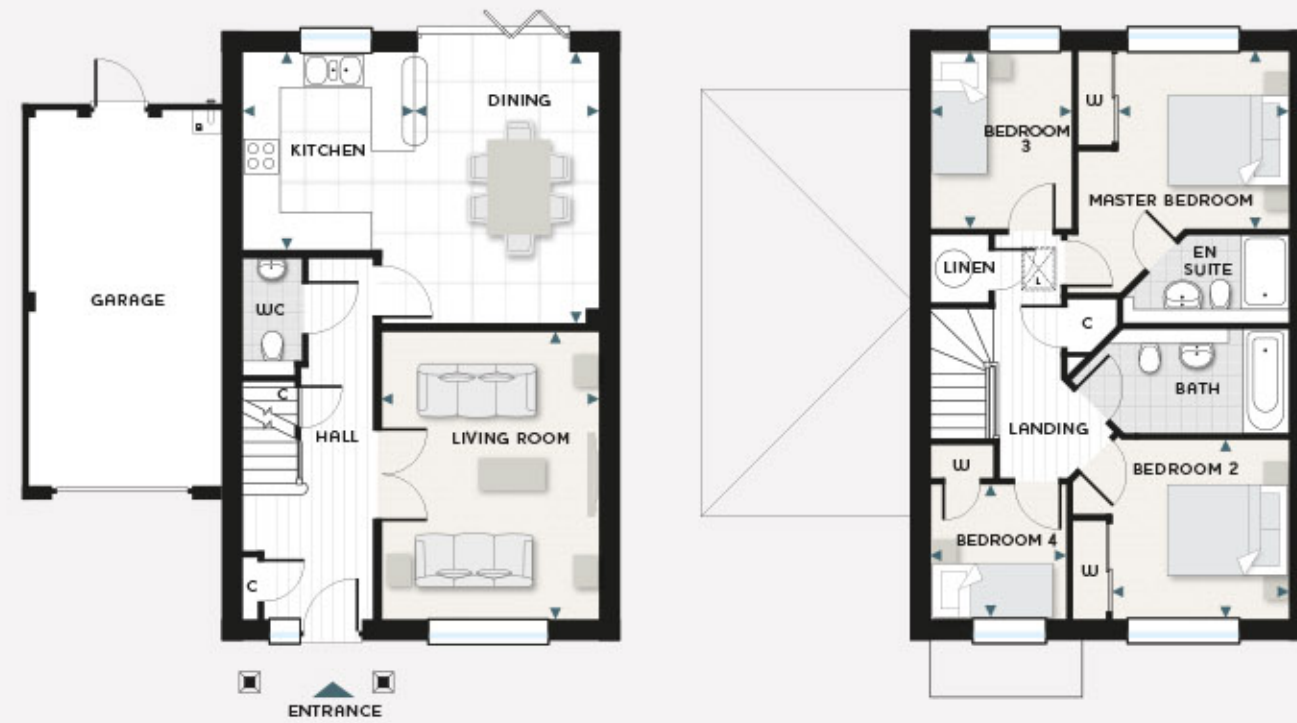 DINING
KITCHEN
GARAGE
WC
C
HALL
LIVING ROOM
C
ENTRANCE
W
BEDROOM
3
MASTER BEDROOM
LINEN
L
EN
SUITE
C
BATH
LANDING
W
BEDROOM 2
BEDROOM 4
W